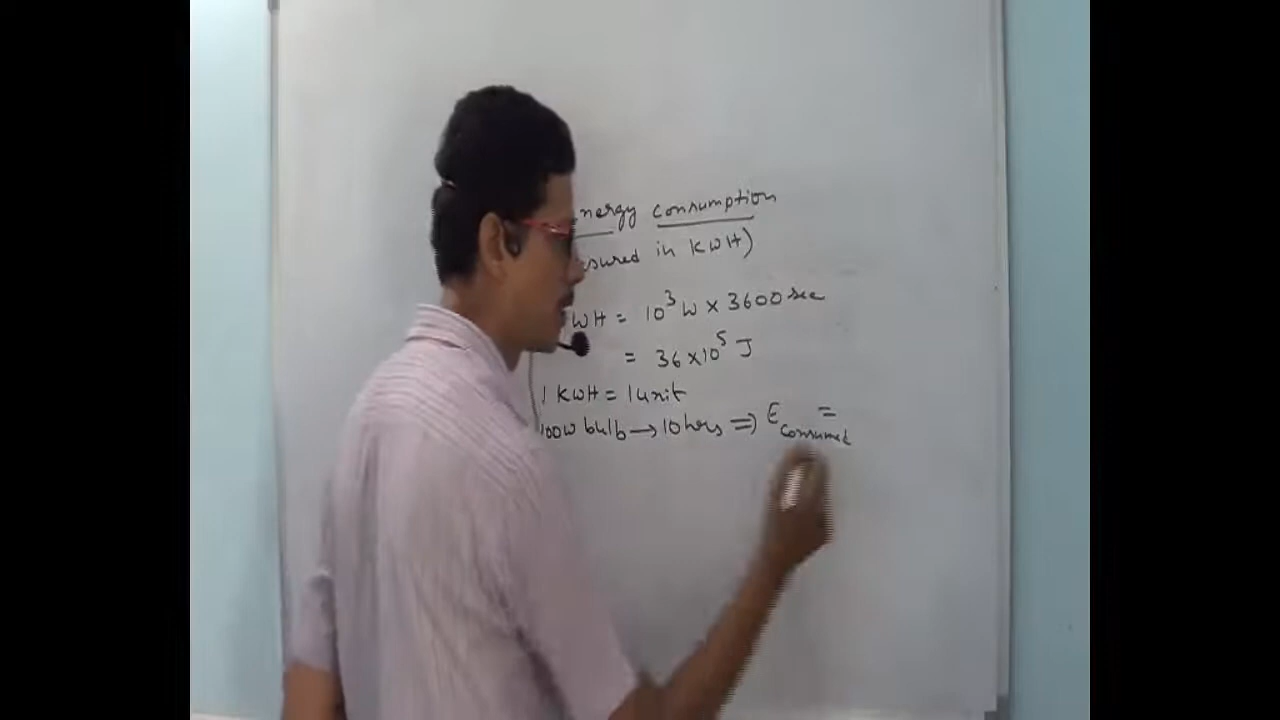 nergy consumption
sured in KWH)
WH = 10³ W × 3600 sec
= 36 × 10⁵ J
1 KWH = 1 unit
100W bulb → 10 hrs ⇒ E consumed =